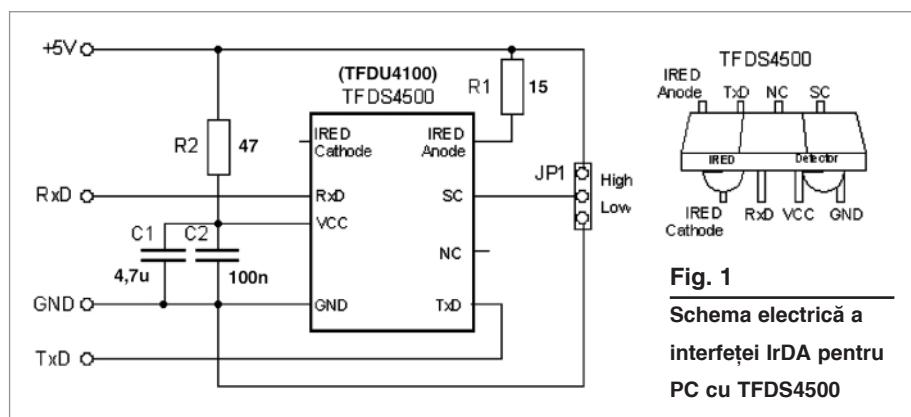 +5V
(TFDU4100)
TFDS4500
R1
15
R2
47
IRED
Cathode
IRED
Anode
RxD
RxD
SC
VCC
JP1
High
Low
C1
C2
4,7u
100n
NC
GND
GND
TxD
TxD
TFDS4500
IRED
Anode
TxD
NC
SC
IRED
Detector
IRED
Cathode
RxD
VCC
GND
Fig. 1
Schema electrică a
interfeței IrDA pentru
PC cu TFDS4500